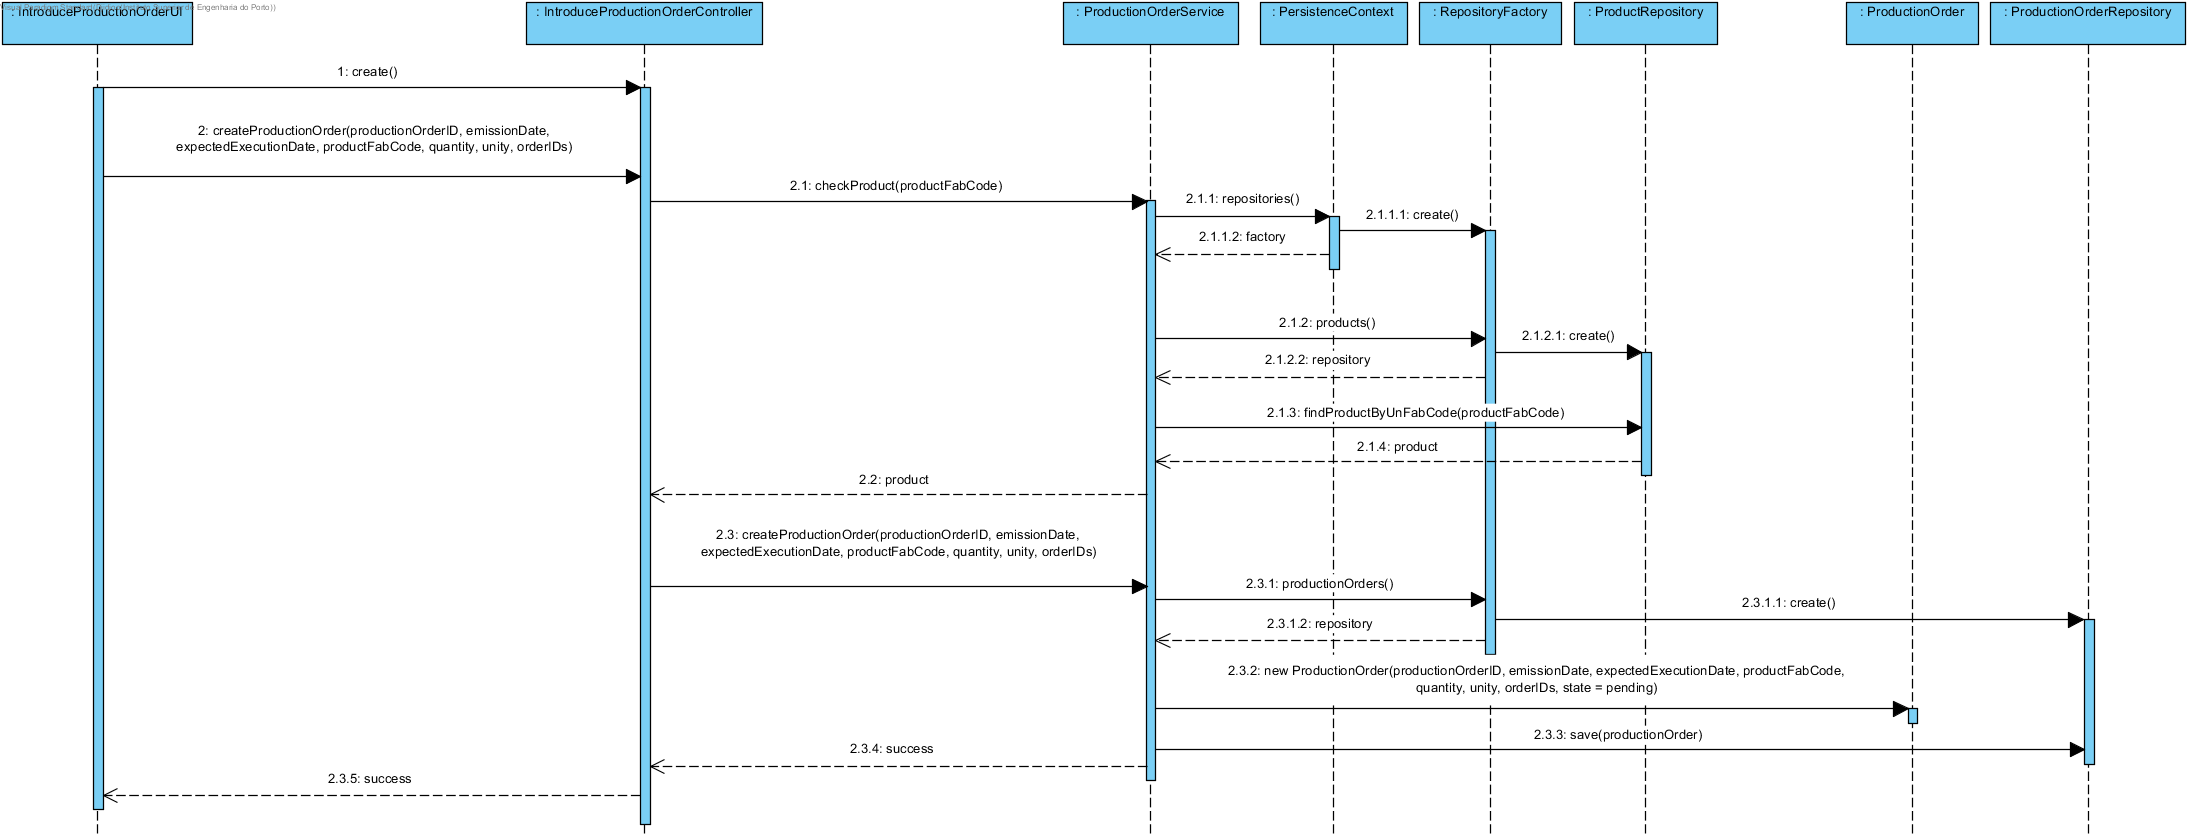 : IntroduceProductionOrderUI
de Engenharia do Porto))
: IntroduceProductionOrderController
: ProductionOrderService
: PersistenceContext
: RepositoryFactory
: ProductRepository
: ProductionOrder
: ProductionOrderRepository
1: create()
2: createProductionOrder(productionOrderID, emissionDate,
expectedExecutionDate, productFabCode, quantity, unity, orderIDs)
2.1: checkProduct(productFabCode)
2.1.1: repositories()
2.1.1.1: create()
2.1.1.2: factory
2.1.2: products()
2.1.2.1: create()
2.1.2.2: repository
2.1.3: findProductByUnFabCode(productFabCode)
2.1.4: product
2.2: product
2.3: createProductionOrder(productionOrderID, emissionDate,
expectedExecutionDate, productFabCode, quantity, unity, orderIDs)
2.3.1: productionOrders()
2.3.1.1: create()
2.3.1.2: repository
2.3.2: new ProductionOrder(productionOrderID, emissionDate, expectedExecutionDate, productFabCode,
quantity, unity, orderIDs, state = pending)
2.3.3: save(productionOrder)
2.3.4: success
2.3.5: success